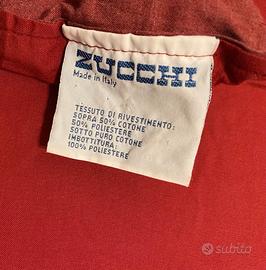 ZUCCHI
Made in Italy
TESSUTO DI RIVESTIMENTO:
SOPRA 50% COTONE
50% POLIESTERE
SOTTO PURO COTONE
IMBOTTITURA:
100% POLIESTERE
subito